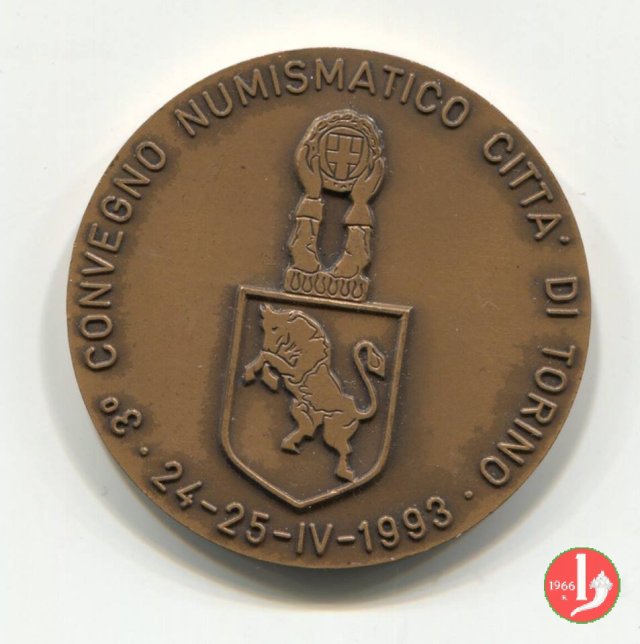 3° CONVEGNO NUMISMATICO CITTA' DI TORINO
· 24-25-IV-1993 ·
1966